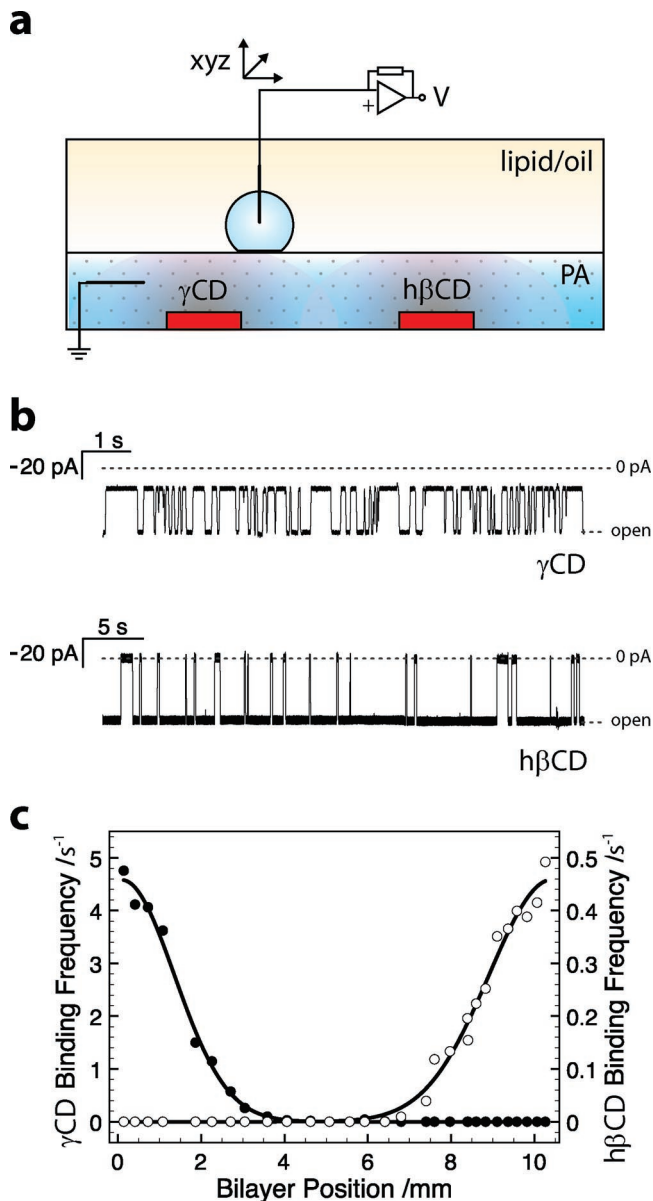 a
xyz
+
V
lipid/oil
γCD
hβCD
PA
b
1 s
-20 pA
0 pA
open
γCD
5 s
-20 pA
0 pA
open
hβCD
c
γCD Binding Frequency /s⁻¹
5
4
3
2
1
0
0.5
0.4
0.3
0.2
0.1
0
hβCD Binding Frequency /s⁻¹
0 2 4 6 8 10
Bilayer Position /mm